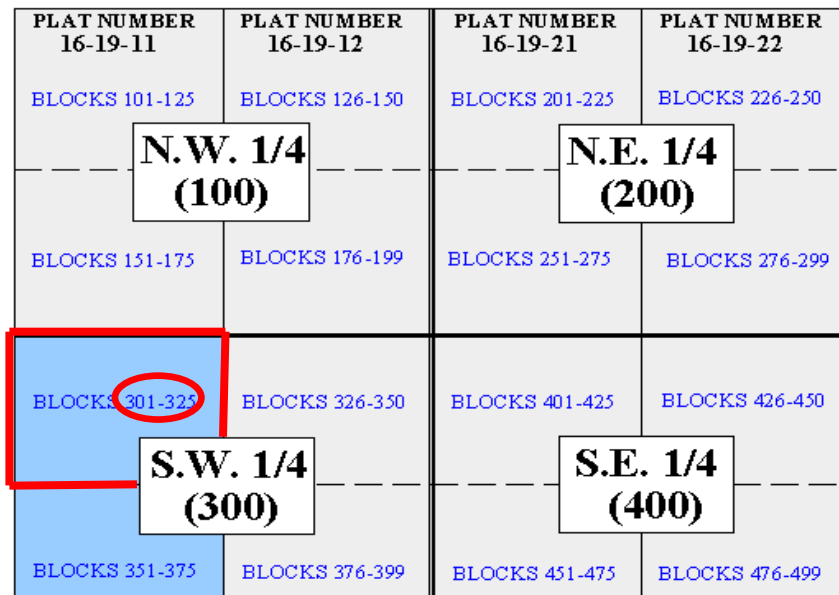 PLAT NUMBER
16-19-11
PLAT NUMBER
16-19-12
PLAT NUMBER
16-19-21
PLAT NUMBER
16-19-22
BLOCKS 101-125
BLOCKS 126-150
BLOCKS 201-225
BLOCKS 226-250
N.W. 1/4
(100)
N.E. 1/4
(200)
BLOCKS 151-175
BLOCKS 176-199
BLOCKS 251-275
BLOCKS 276-299
BLOCKS 301-325
BLOCKS 326-350
BLOCKS 401-425
BLOCKS 426-450
S.W. 1/4
(300)
S.E. 1/4
(400)
BLOCKS 351-375
BLOCKS 376-399
BLOCKS 451-475
BLOCKS 476-499